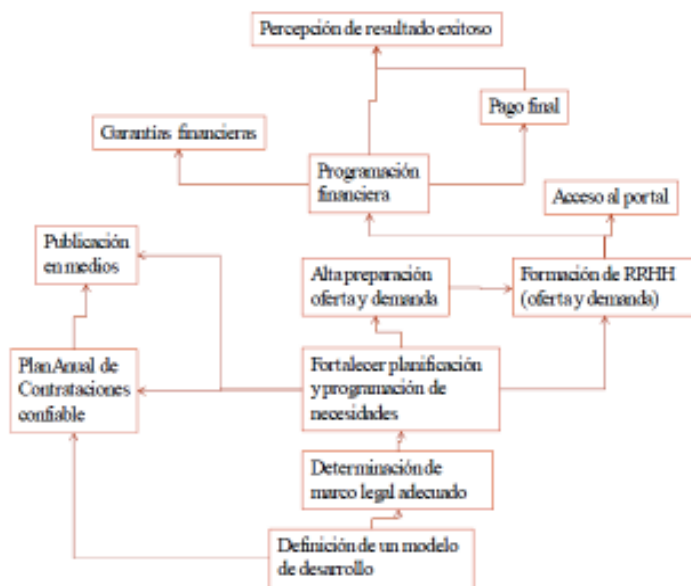 Percepción de resultado exitoso
Pago final
Garantías financieras
Programación
financiera
Acceso al portal
Publicación
en medios
Alta preparación
oferta y demanda
Formación de RRHH
(oferta y demanda)
Plan Anual de
Contrataciones
confiable
Fortalecer planificación
y programación de
necesidades
Determinación de
marco legal adecuado
Definición de un modelo
de desarrollo